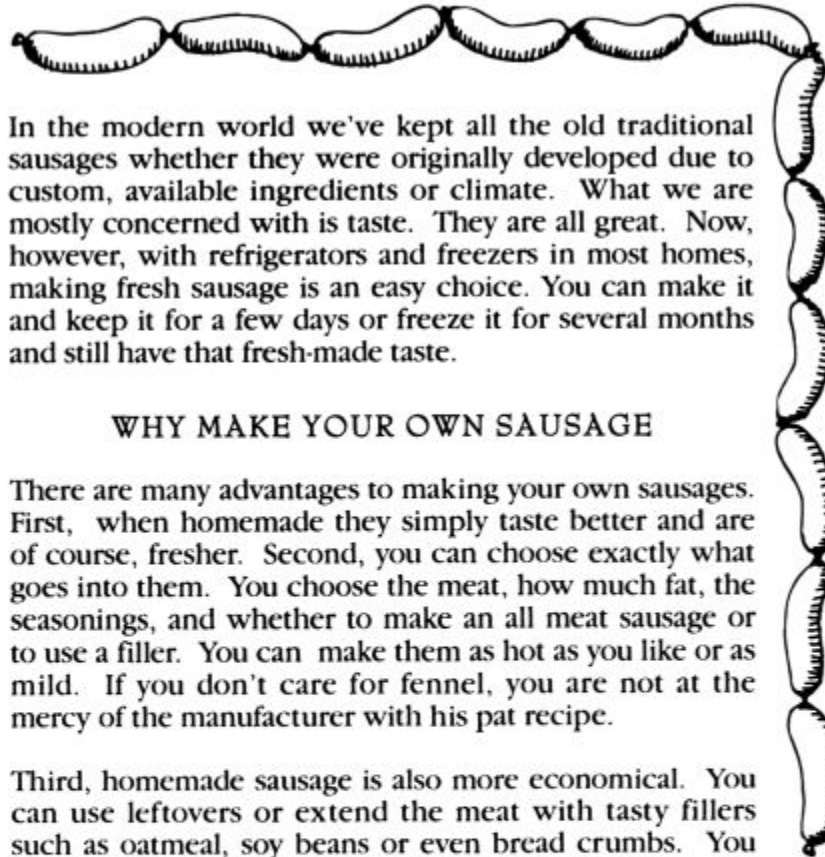 In the modern world we've kept all the old traditional
sausages whether they were originally developed due to
custom, available ingredients or climate. What we are
mostly concerned with is taste. They are all great. Now,
however, with refrigerators and freezers in most homes,
making fresh sausage is an easy choice. You can make it
and keep it for a few days or freeze it for several months
and still have that fresh-made taste.
WHY MAKE YOUR OWN SAUSAGE
There are many advantages to making your own sausages.
First, when homemade they simply taste better and are
of course, fresher. Second, you can choose exactly what
goes into them. You choose the meat, how much fat, the
seasonings, and whether to make an all meat sausage or
to use a filler. You can make them as hot as you like or as
mild. If you don't care for fennel, you are not at the
mercy of the manufacturer with his pat recipe.
Third, homemade sausage is also more economical. You
can use leftovers or extend the meat with tasty fillers
such as oatmeal, soy beans or even bread crumbs. You